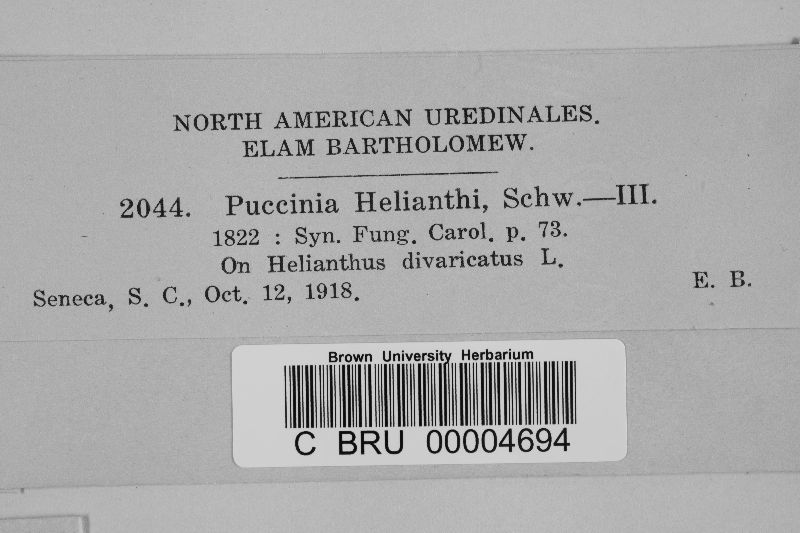 NORTH AMERICAN UREDINALES.
ELAM BARTHOLOMEW.
2044. Puccinia Helianthi, Schw.—III.
1822 : Syn. Fung. Carol. p. 73.
On Helianthus divaricatus L.
Seneca, S. C., Oct. 12, 1918. E. B.
Brown University Herbarium
C BRU 00004694